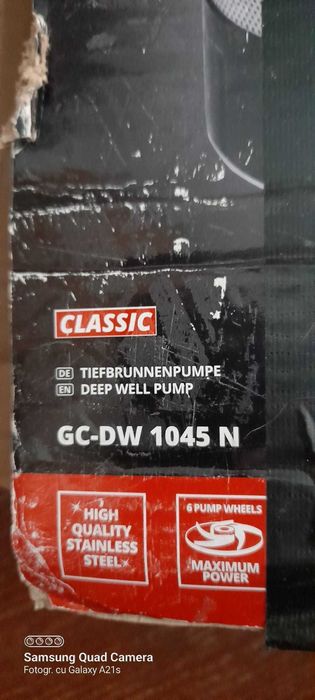 CLASSIC
DE TIEFBRUNNENPUMPE
EN DEEP WELL PUMP
GC-DW 1045 N
HIGH
QUALITY
STAINLESS
STEEL
6 PUMP WHEELS
MAXIMUM
POWER
Samsung Quad Camera
Fotogr. cu Galaxy A21s